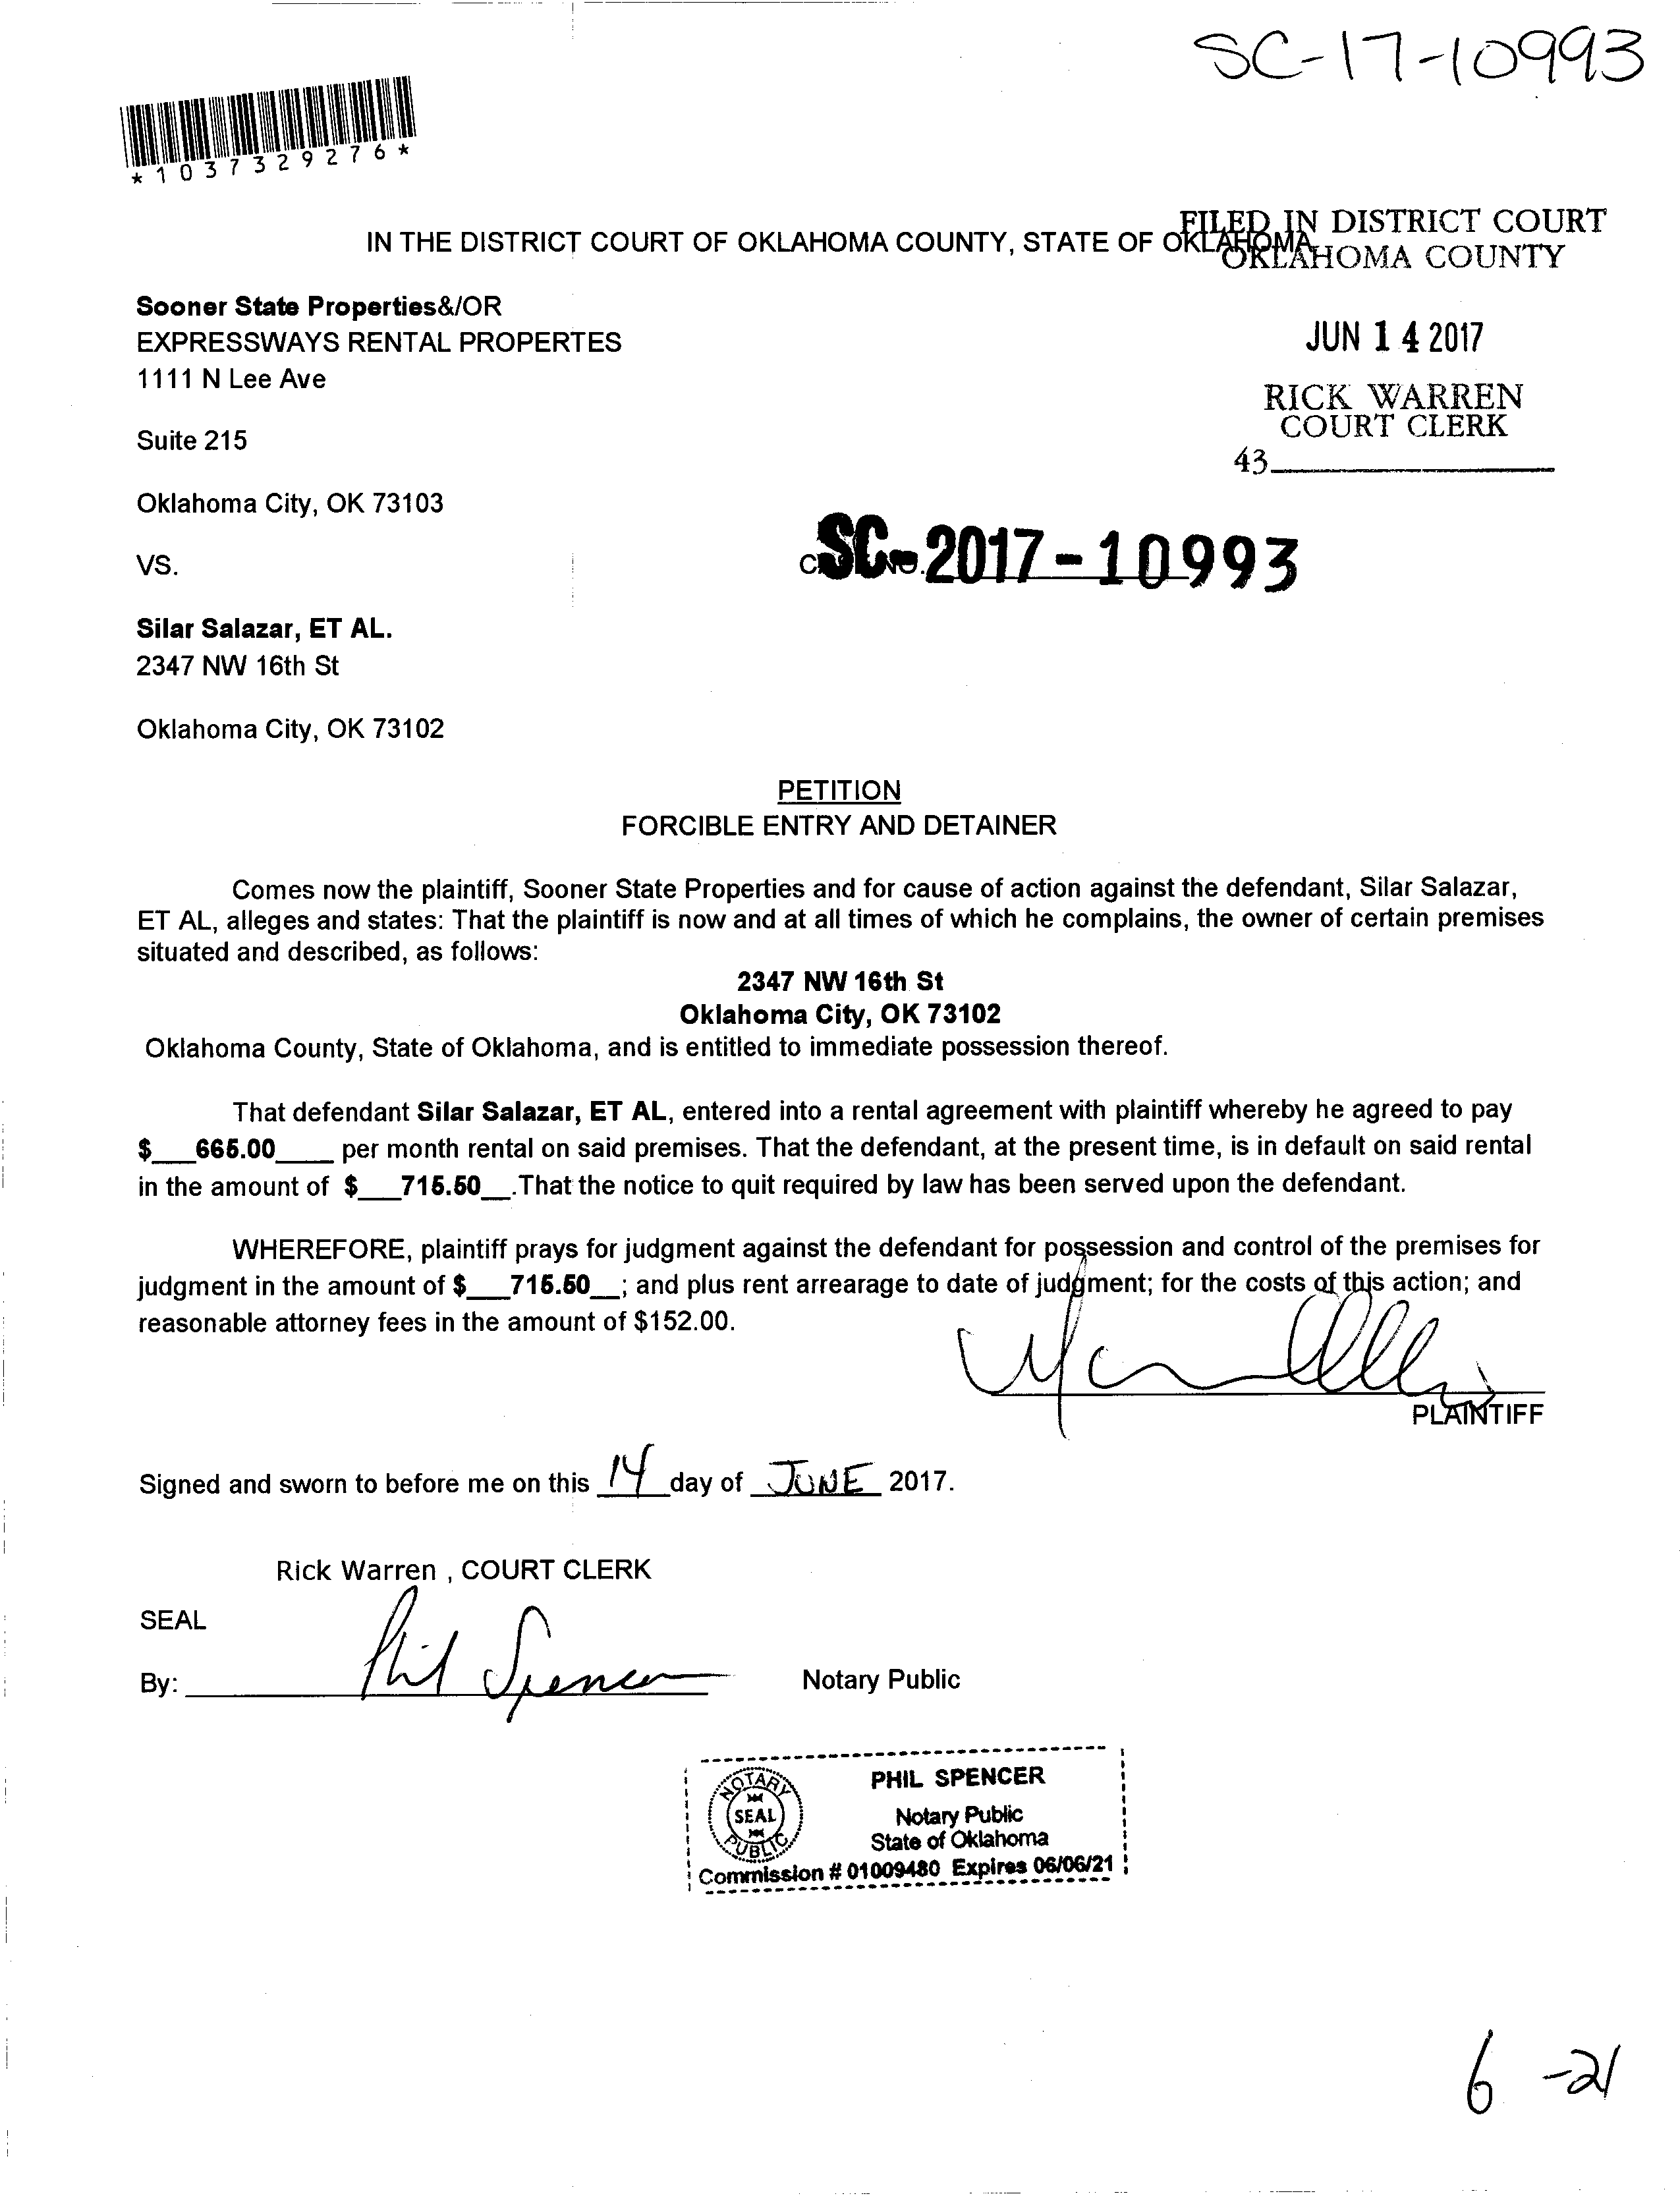 SC-17-10993
*1037329276*
FILED IN DISTRICT COURT
OKLAHOMA COUNTY
IN THE DISTRICT COURT OF OKLAHOMA COUNTY, STATE OF OKLAHOMA
Sooner State Properties&/OR
EXPRESSWAYS RENTAL PROPERTES
1111 N Lee Ave
JUN 14 2017
RICK WARREN
COURT CLERK
Suite 215
43
Oklahoma City, OK 73103
SC-2017-10993
VS.
Silar Salazar, ET AL.
2347 NW 16th St
Oklahoma City, OK 73102
PETITION
FORCIBLE ENTRY AND DETAINER
Comes now the plaintiff, Sooner State Properties and for cause of action against the defendant, Silar Salazar,
ET AL, alleges and states: That the plaintiff is now and at all times of which he complains, the owner of certain premises
situated and described, as follows:
2347 NW 16th St
Oklahoma City, OK 73102
Oklahoma County, State of Oklahoma, and is entitled to immediate possession thereof.
That defendant Silar Salazar, ET AL, entered into a rental agreement with plaintiff whereby he agreed to pay
$___665.00____ per month rental on said premises. That the defendant, at the present time, is in default on said rental
in the amount of $___715.50__.That the notice to quit required by law has been served upon the defendant.
WHEREFORE, plaintiff prays for judgment against the defendant for possession and control of the premises for
judgment in the amount of $___715.50__; and plus rent arrearage to date of judgment; for the costs of this action; and
reasonable attorney fees in the amount of $152.00.
PLAINTIFF
Signed and sworn to before me on this 14 day of JUNE 2017.
Rick Warren , COURT CLERK
SEAL
By: Phil Spencer Notary Public
NOTARY SEAL PUBLIC
PHIL SPENCER
Notary Public
State of Oklahoma
Commission # 01009480 Expires 06/06/21
6-21